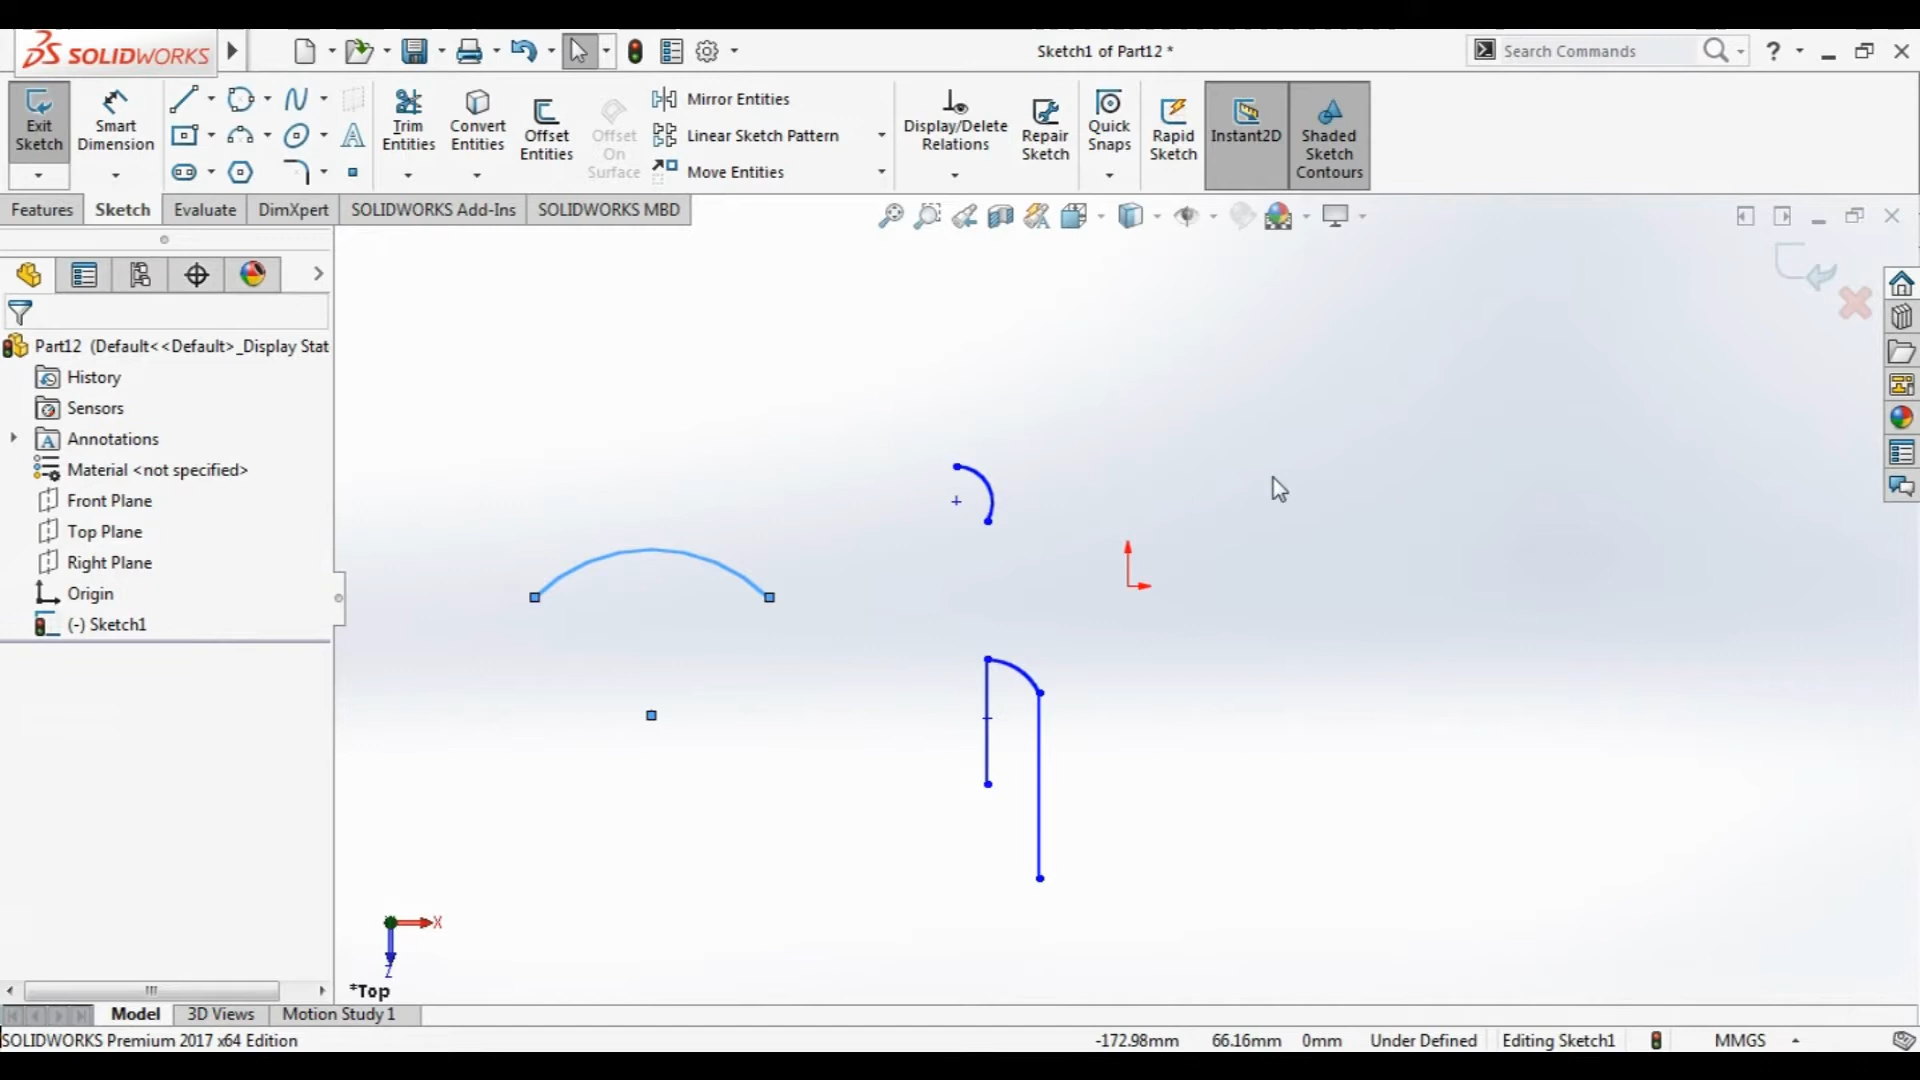 SOLIDWORKS
Sketch1 of Part12 *
Search Commands
?
Exit Sketch
Smart Dimension
Trim Entities
Convert Entities
Offset Entities
Offset On Surface
Mirror Entities
Linear Sketch Pattern
Move Entities
Display/Delete Relations
Repair Sketch
Quick Snaps
Rapid Sketch
Instant2D
Shaded Sketch Contours
Features
Sketch
Evaluate
DimXpert
SOLIDWORKS Add-Ins
SOLIDWORKS MBD
Part12 (Default<<Default>_Display Stat
History
Sensors
Annotations
Material <not specified>
Front Plane
Top Plane
Right Plane
Origin
(-) Sketch1
X
Z
*Top
Model
3D Views
Motion Study 1
SOLIDWORKS Premium 2017 x64 Edition
-172.98mm
66.16mm
0mm
Under Defined
Editing Sketch1
MMGS